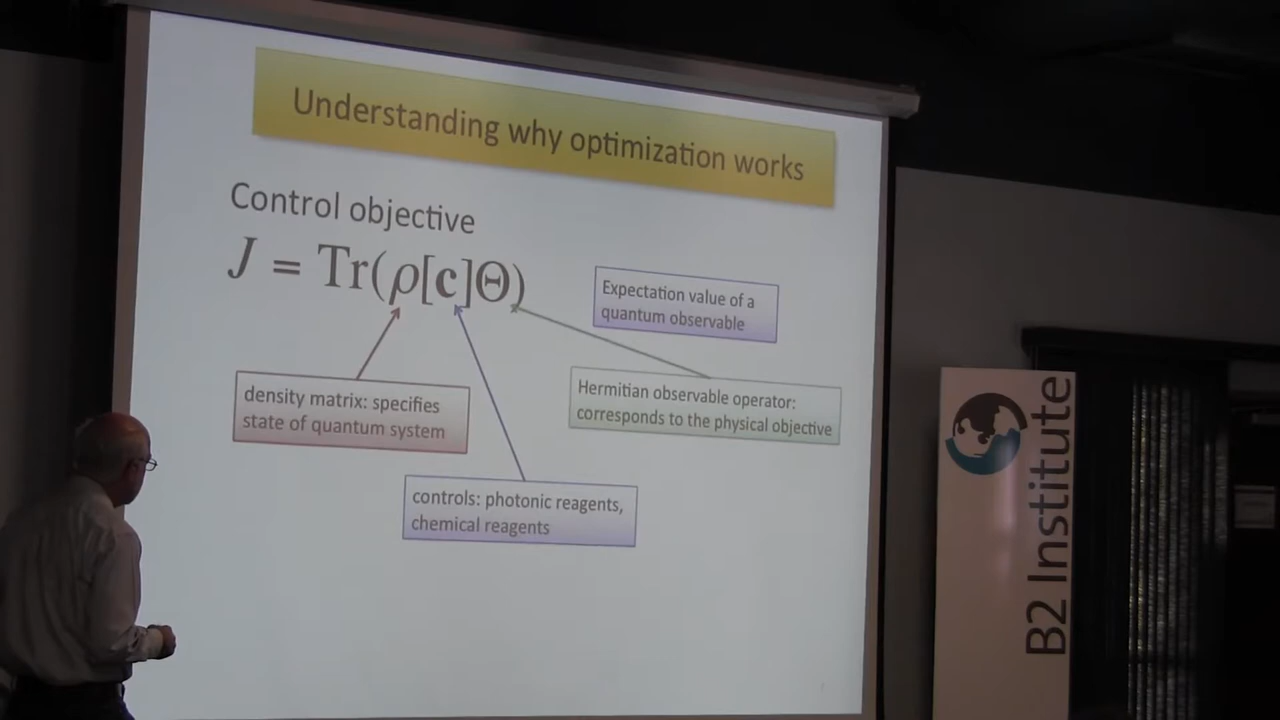 Understanding why optimization works
Control objective
J = Tr(ρ[c]Θ)
Expectation value of a
quantum observable
density matrix: specifies
state of quantum system
Hermitian observable operator:
corresponds to the physical objective
controls: photonic reagents,
chemical reagents
B2 Institute